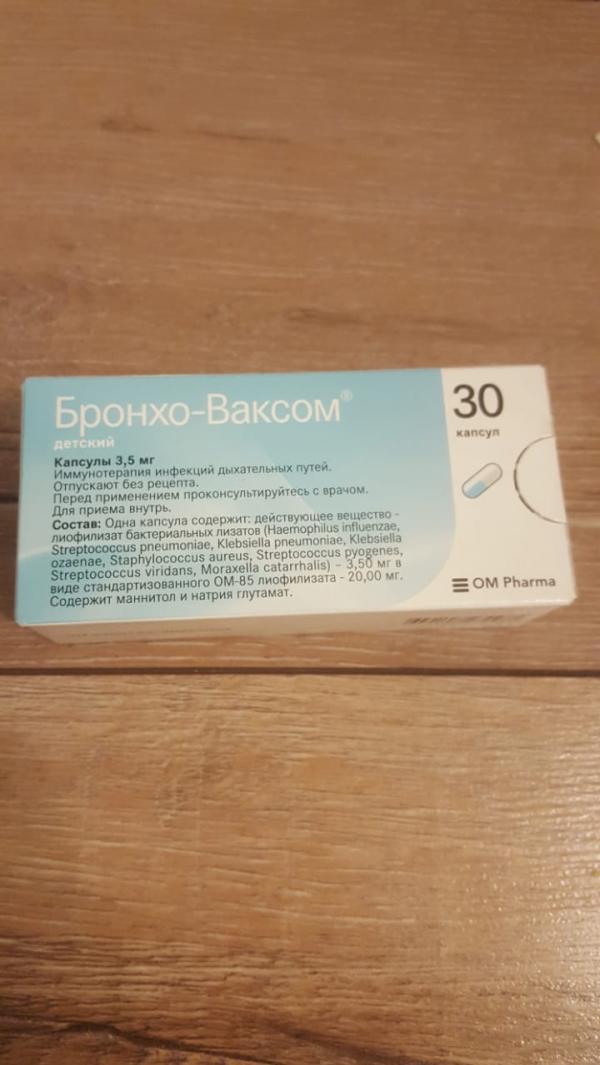 Бронхо-Ваксом®
детский
Капсулы 3,5 мг
Иммунотерапия инфекций дыхательных путей.
Отпускают без рецепта.
Перед применением проконсультируйтесь с врачом.
Для приема внутрь.
Состав: Одна капсула содержит: действующее вещество -
лиофилизат бактериальных лизатов (Haemophilus influenzae,
Streptococcus pneumoniae, Klebsiella pneumoniae, Klebsiella
ozaenae, Staphylococcus aureus, Streptococcus pyogenes,
Streptococcus viridans, Moraxella catarrhalis) – 3,50 мг в
виде стандартизованного ОМ-85 лиофилизата - 20,00 мг.
Содержит маннитол и натрия глутамат.
30
капсул
OM Pharma